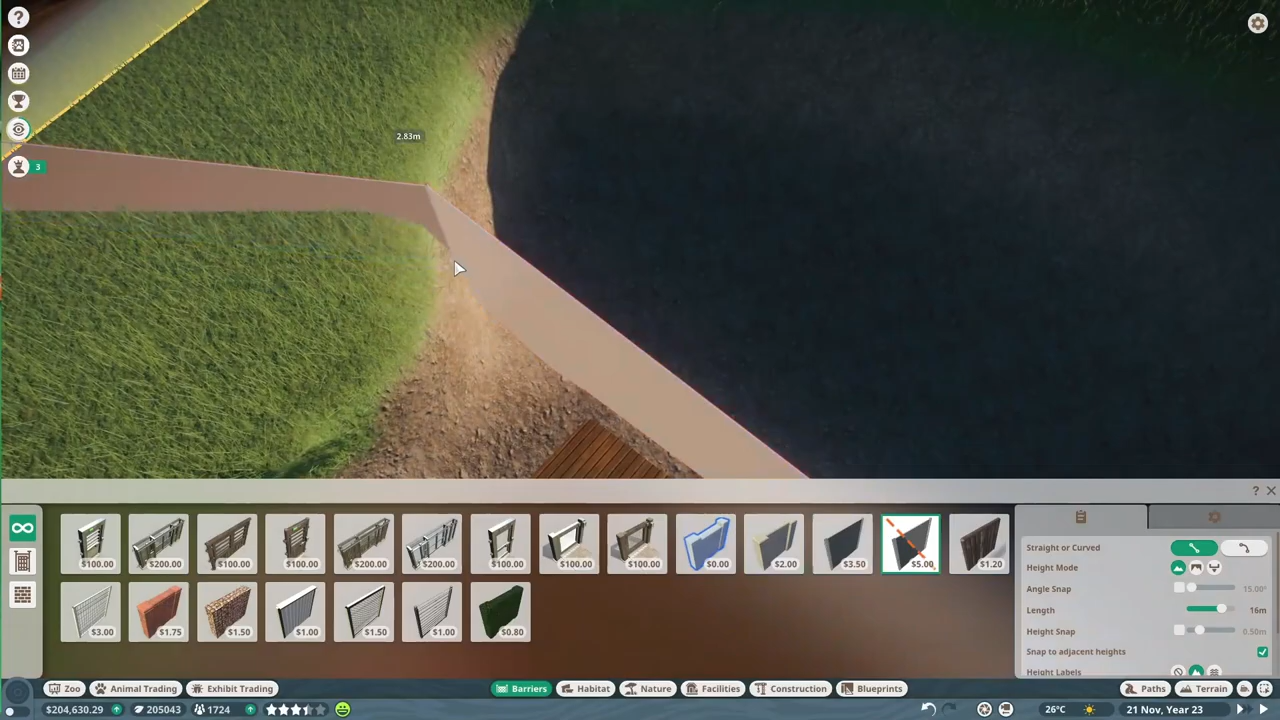 2.83m
3
$100.00 $200.00 $100.00 $100.00 $200.00 $200.00 $100.00 $100.00 $100.00 $0.00 $2.00 $3.50 $5.00 $1.20
$3.00 $1.75 $1.50 $1.00 $1.50 $1.00 $0.80
Straight or Curved
Height Mode
Angle Snap 15.00°
Length 16m
Height Snap 0.50m
Snap to adjacent heights
Height Labels
Zoo Animal Trading Exhibit Trading Barriers Habitat Nature Facilities Construction Blueprints Paths Terrain
$204,630.29 205043 1724 26°C 21 Nov, Year 23